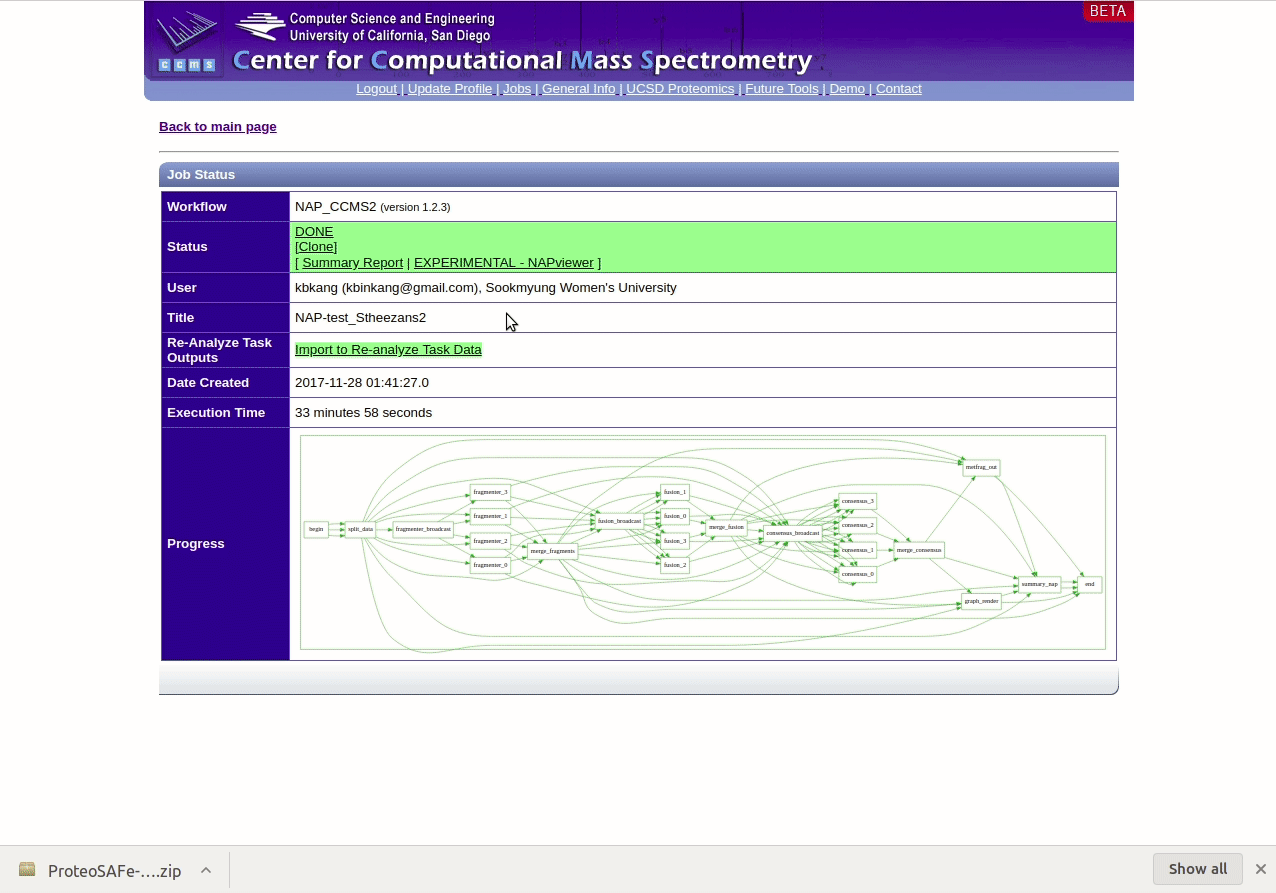 BETA
Computer Science and Engineering
University of California, San Diego
ccms
Center for Computational Mass Spectrometry
Logout | Update Profile | Jobs | General Info | UCSD Proteomics | Future Tools | Demo | Contact
Back to main page
Job Status
Workflow NAP_CCMS2 (version 1.2.3)
Status DONE
[Clone]
[ Summary Report | EXPERIMENTAL - NAPviewer ]
User kbkang (kbinkang@gmail.com), Sookmyung Women's University
Title NAP-test_Stheezans2
Re-Analyze Task
Outputs
Import to Re-analyze Task Data
Date Created 2017-11-28 01:41:27.0
Execution Time 33 minutes 58 seconds
Progress
begin
split_data
fragmenter_broadcast
fragmenter_3
fragmenter_1
fragmenter_2
fragmenter_0
merge_fragments
fusion_broadcast
fusion_1
fusion_0
fusion_3
fusion_2
merge_fusion
consensus_broadcast
consensus_3
consensus_2
consensus_1
consensus_0
merge_consensus
metfrag_out
graph_render
summary_nap
end
ProteoSAFe-....zip
Show all